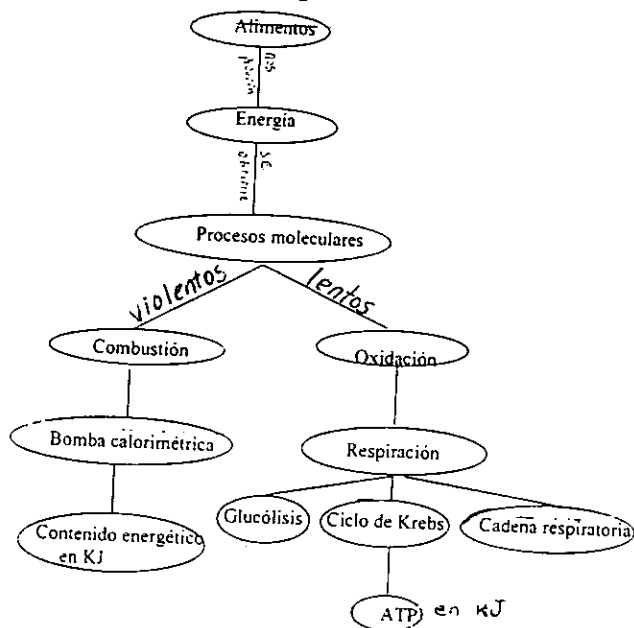 Alimentos
nos
Energía
se
obtiene
Procesos moleculares
violentos
lentos
Combustión
Oxidación
Bomba calorimétrica
Respiración
Contenido energético
en KJ
Glucólisis
Ciclo de Krebs
Cadena respiratoria
ATP en KJ